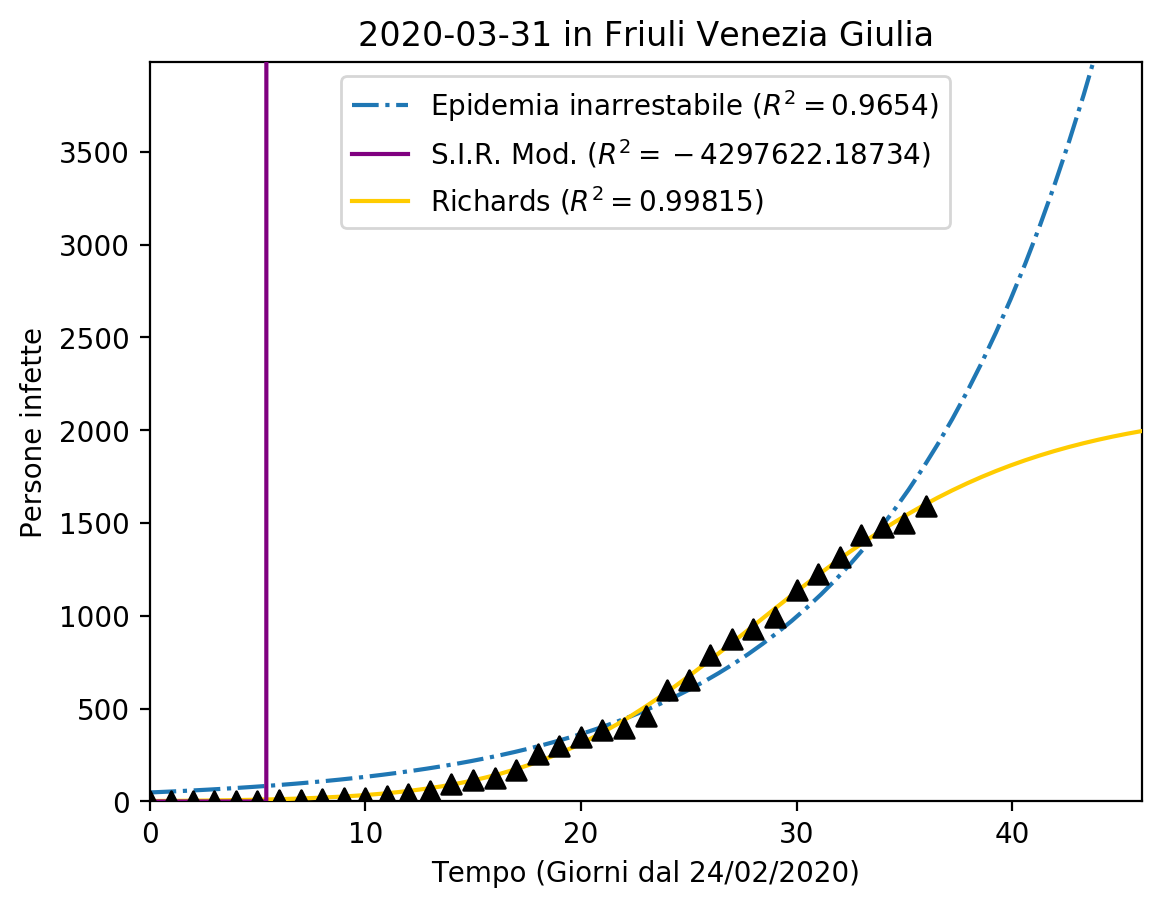 2020-03-31 in Friuli Venezia Giulia
Epidemia inarrestabile (R² = 0.9654)
S.I.R. Mod. (R² = −4297622.18734)
Richards (R² = 0.99815)
3500
3000
2500
2000
1500
1000
500
0
Persone infette
0 10 20 30 40
Tempo (Giorni dal 24/02/2020)